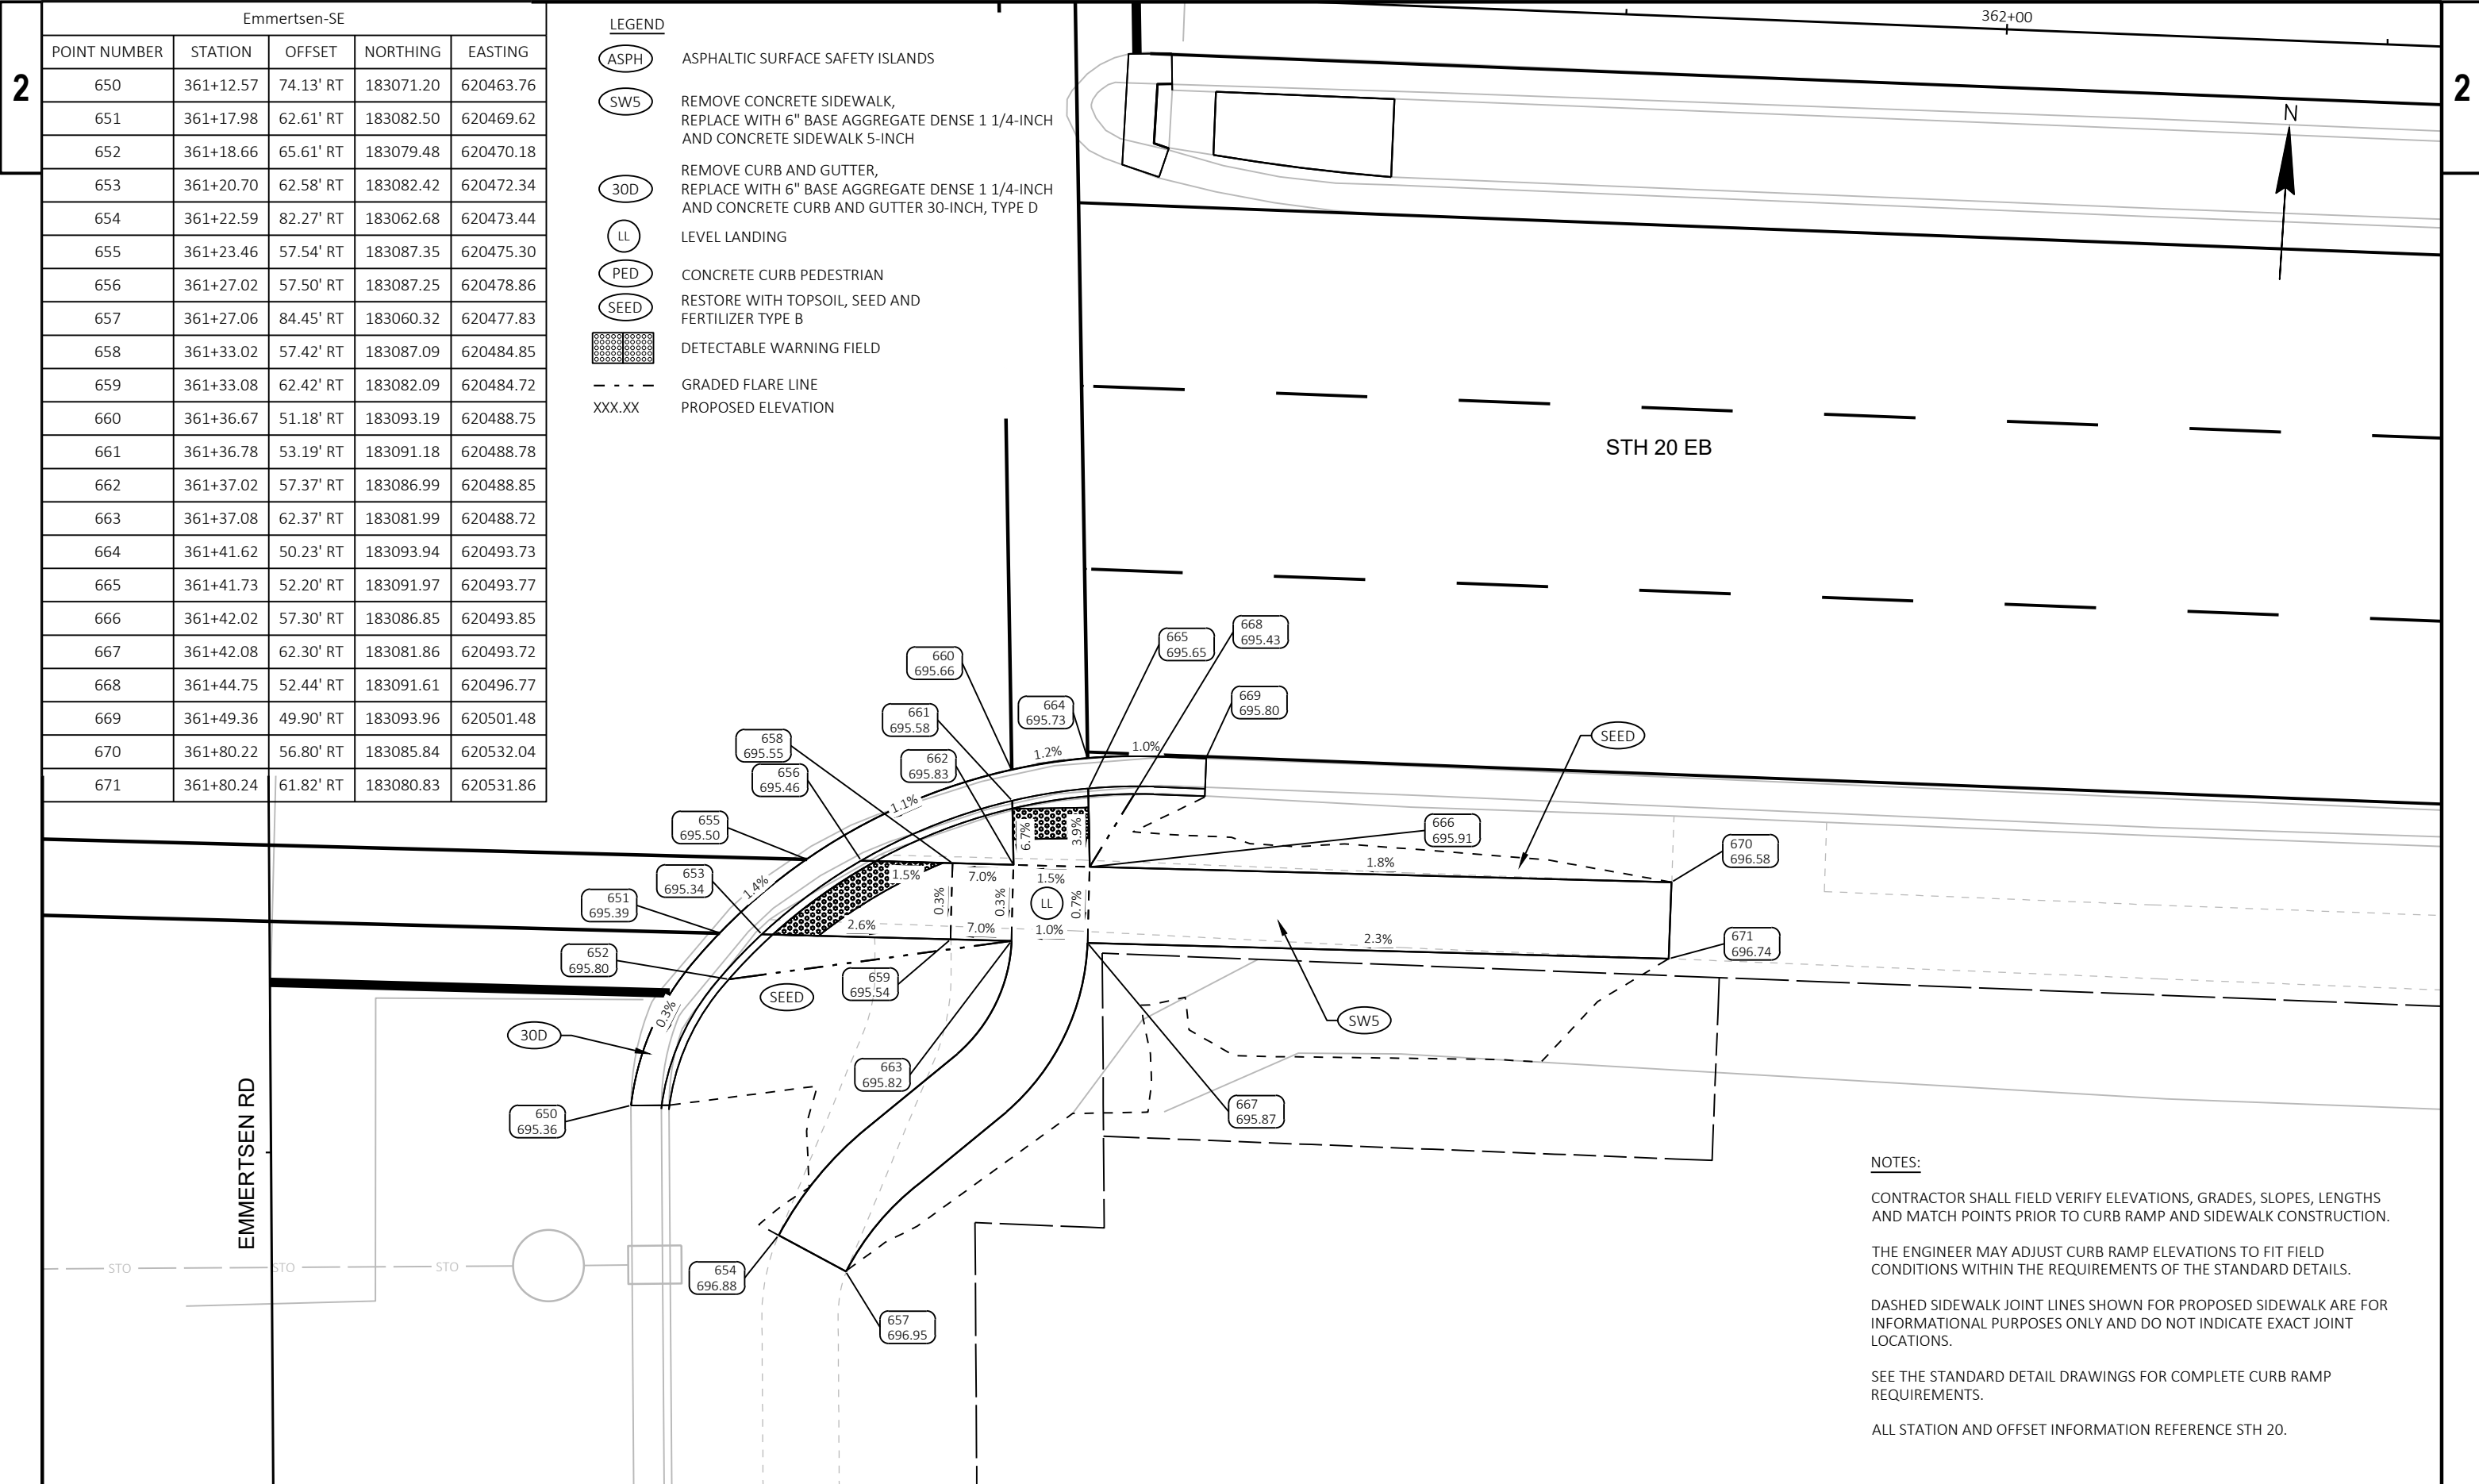 2
Emmertsen-SE
POINT NUMBER STATION OFFSET NORTHING EASTING
650 361+12.57 74.13' RT 183071.20 620463.76
651 361+17.98 62.61' RT 183082.50 620469.62
652 361+18.66 65.61' RT 183079.48 620470.18
653 361+20.70 62.58' RT 183082.42 620472.34
654 361+22.59 82.27' RT 183062.68 620473.44
655 361+23.46 57.54' RT 183087.35 620475.30
656 361+27.02 57.50' RT 183087.25 620478.86
657 361+27.06 84.45' RT 183060.32 620477.83
658 361+33.02 57.42' RT 183087.09 620484.85
659 361+33.08 62.42' RT 183082.09 620484.72
660 361+36.67 51.18' RT 183093.19 620488.75
661 361+36.78 53.19' RT 183091.18 620488.78
662 361+37.02 57.37' RT 183086.99 620488.85
663 361+37.08 62.37' RT 183081.99 620488.72
664 361+41.62 50.23' RT 183093.94 620493.73
665 361+41.73 52.20' RT 183091.97 620493.77
666 361+42.02 57.30' RT 183086.85 620493.85
667 361+42.08 62.30' RT 183081.86 620493.72
668 361+44.75 52.44' RT 183091.61 620496.77
669 361+49.36 49.90' RT 183093.96 620501.48
670 361+80.22 56.80' RT 183085.84 620532.04
671 361+80.24 61.82' RT 183080.83 620531.86
LEGEND
ASPH ASPHALTIC SURFACE SAFETY ISLANDS
SW5 REMOVE CONCRETE SIDEWALK,
REPLACE WITH 6" BASE AGGREGATE DENSE 1 1/4-INCH
AND CONCRETE SIDEWALK 5-INCH
30D REMOVE CURB AND GUTTER,
REPLACE WITH 6" BASE AGGREGATE DENSE 1 1/4-INCH
AND CONCRETE CURB AND GUTTER 30-INCH, TYPE D
LL LEVEL LANDING
PED CONCRETE CURB PEDESTRIAN
SEED RESTORE WITH TOPSOIL, SEED AND
FERTILIZER TYPE B
DETECTABLE WARNING FIELD
GRADED FLARE LINE
XXX.XX PROPOSED ELEVATION
362+00
2
N
STH 20 EB
668
695.43
665
695.65
660
695.66
669
695.80
664
695.73
661
695.58
658
695.55
662
695.83
656
695.46
655
695.50
653
695.34
651
695.39
652
695.80
659
695.54
666
695.91
670
696.58
671
696.74
663
695.82
667
695.87
650
695.36
654
696.88
657
696.95
1.2%
1.0%
1.1%
1.4%
0.3%
6.7%
3.9%
1.5%
7.0%
1.5%
0.3%
0.3%
0.7%
LL
2.6%
7.0%
1.0%
1.8%
2.3%
SEED
SW5
SEED
30D
EMMERTSEN RD
STO
STO
STO
NOTES:
CONTRACTOR SHALL FIELD VERIFY ELEVATIONS, GRADES, SLOPES, LENGTHS
AND MATCH POINTS PRIOR TO CURB RAMP AND SIDEWALK CONSTRUCTION.
THE ENGINEER MAY ADJUST CURB RAMP ELEVATIONS TO FIT FIELD
CONDITIONS WITHIN THE REQUIREMENTS OF THE STANDARD DETAILS.
DASHED SIDEWALK JOINT LINES SHOWN FOR PROPOSED SIDEWALK ARE FOR
INFORMATIONAL PURPOSES ONLY AND DO NOT INDICATE EXACT JOINT
LOCATIONS.
SEE THE STANDARD DETAIL DRAWINGS FOR COMPLETE CURB RAMP
REQUIREMENTS.
ALL STATION AND OFFSET INFORMATION REFERENCE STH 20.